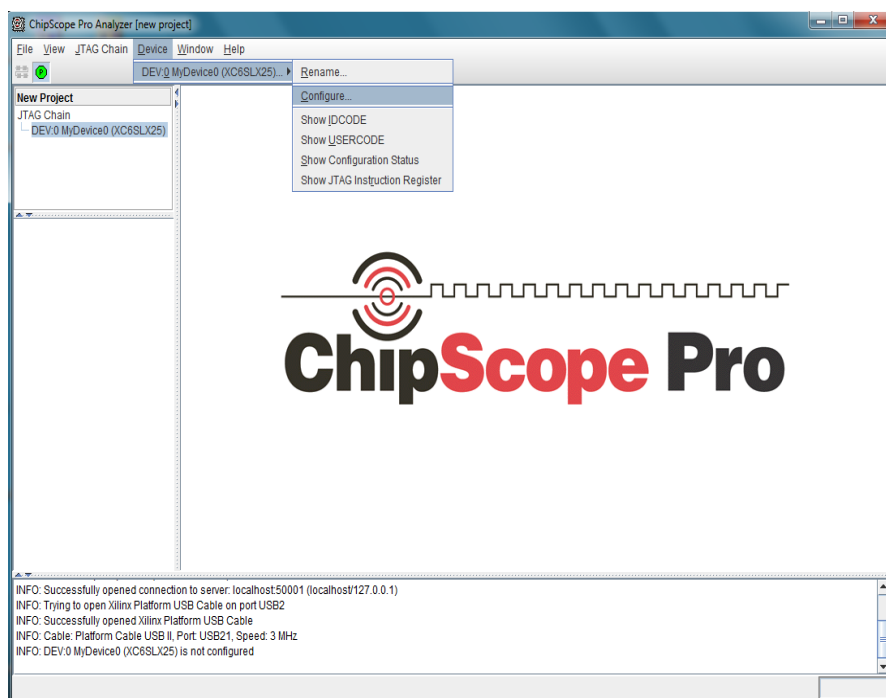 ChipScope Pro Analyzer [new project]
File View JTAG Chain Device Window Help
DEV:0 MyDevice0 (XC6SLX25)...
Rename...
Configure...
Show IDCODE
Show USERCODE
Show Configuration Status
Show JTAG Instruction Register
New Project
JTAG Chain
DEV:0 MyDevice0 (XC6SLX25)
ChipScope Pro
INFO: Successfully opened connection to server: localhost:50001 (localhost/127.0.0.1)
INFO: Trying to open Xilinx Platform USB Cable on port USB2
INFO: Successfully opened Xilinx Platform USB Cable
INFO: Cable: Platform Cable USB II, Port: USB21, Speed: 3 MHz
INFO: DEV:0 MyDevice0 (XC6SLX25) is not configured